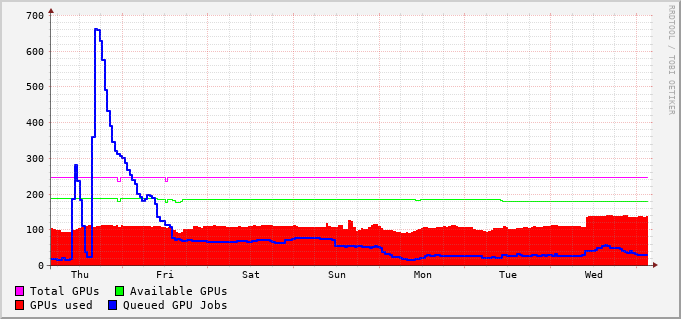 700
600
500
400
300
200
100
0
Thu Fri Sat Sun Mon Tue Wed
Total GPUs Available GPUs
GPUs used Queued GPU Jobs
RRDTOOL / TOBI OETIKER